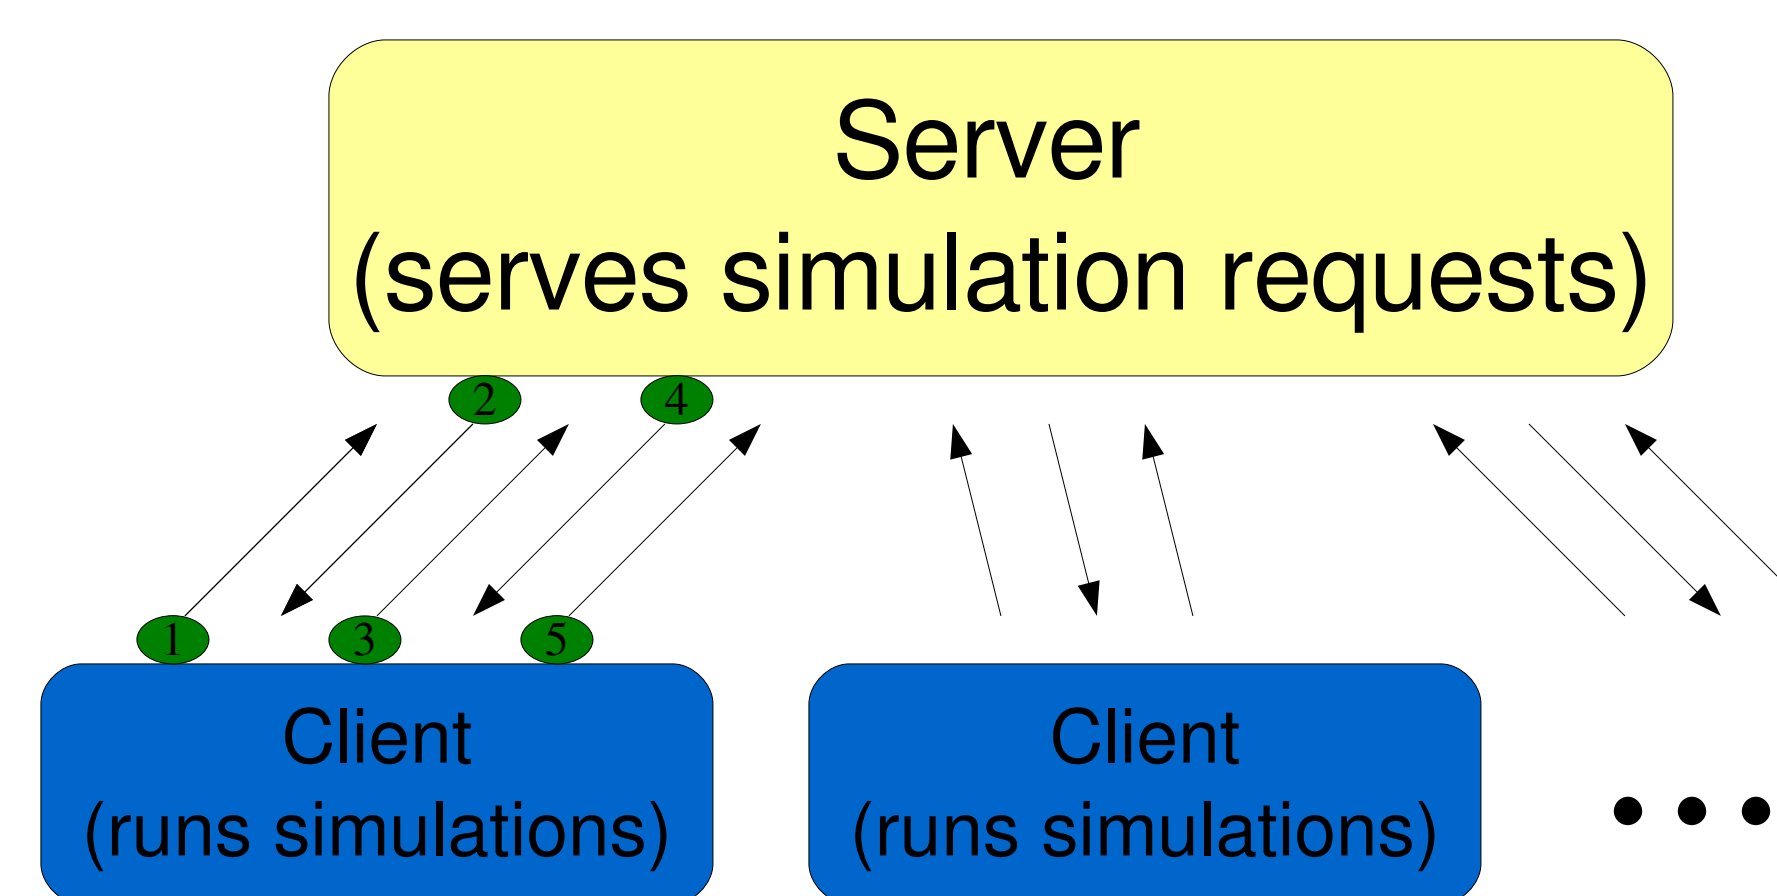 Server
(serves simulation requests)
2 4
1 3 5
Client
(runs simulations)
Client
(runs simulations)